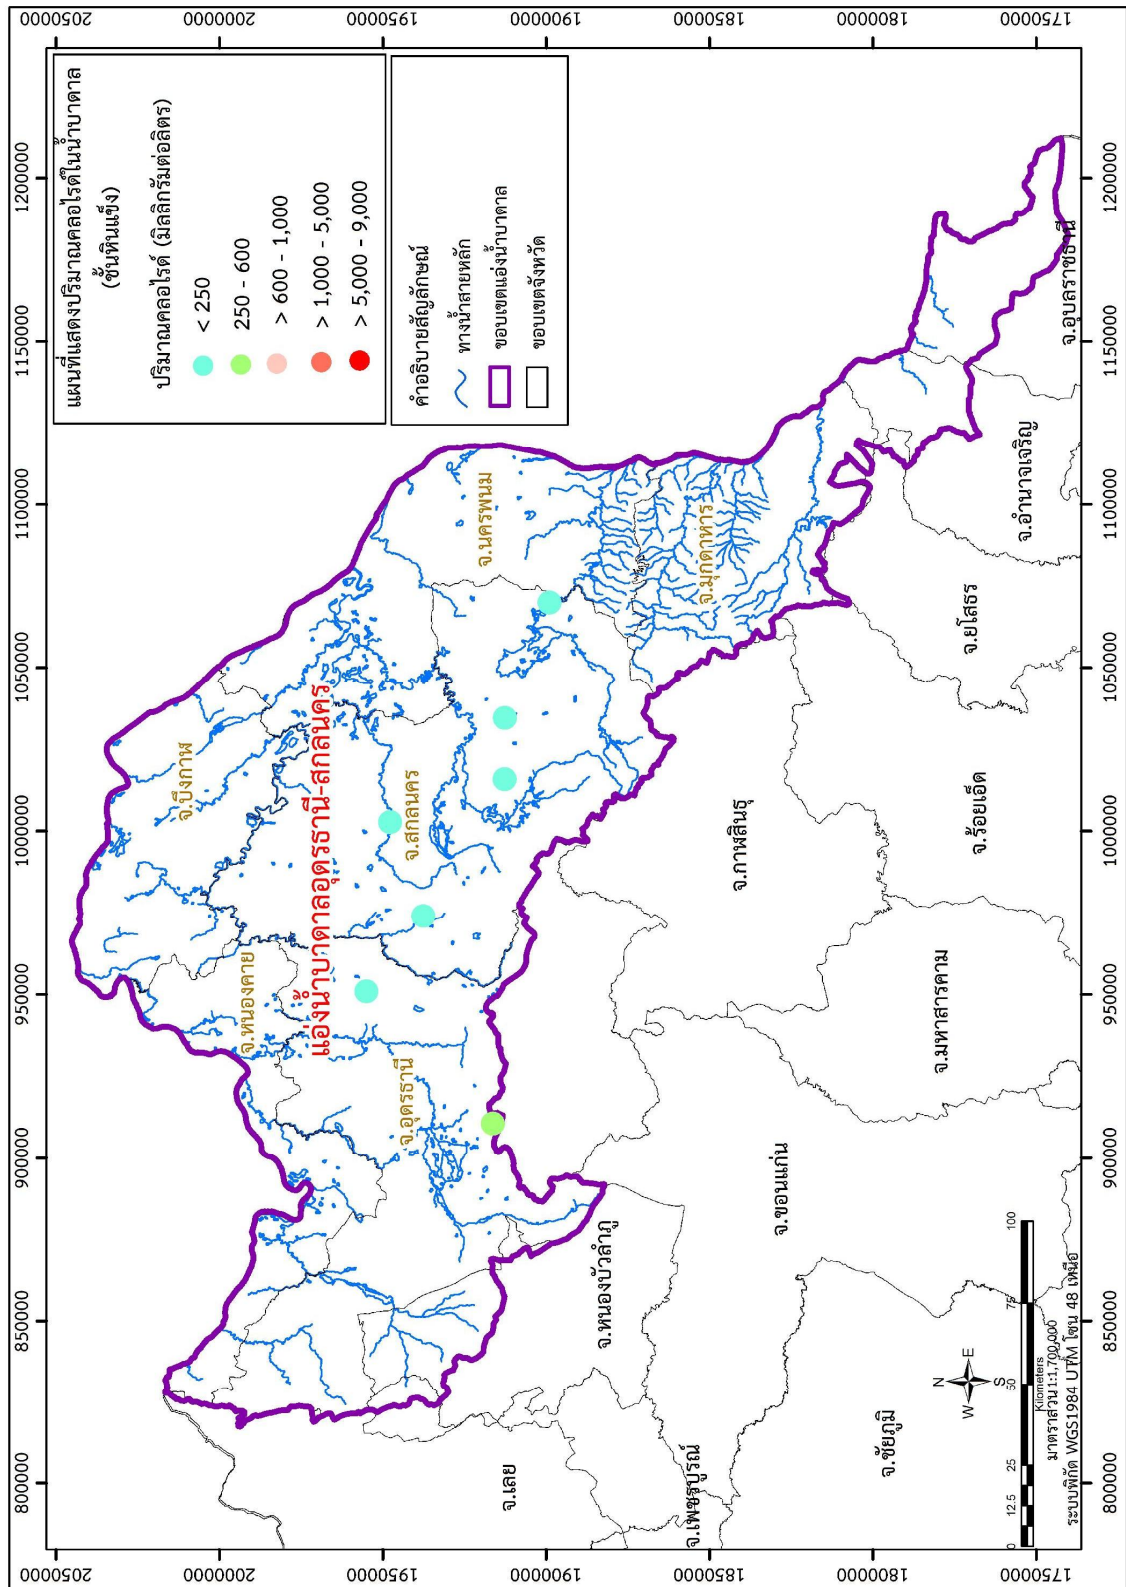 แผนที่แสดงปริมาณคลอไรด์ในน้ำบาดาล
(ชั้นหินแข็ง)
ปริมาณคลอไรด์ (มิลลิกรัมต่อลิตร)
< 250
250 - 600
> 600 - 1,000
> 1,000 - 5,000
> 5,000 - 9,000
คำอธิบายสัญลักษณ์
ทางน้ำสายหลัก
ขอบเขตแอ่งน้ำบาดาล
ขอบเขตจังหวัด
800000 850000 900000 950000 1000000 1050000 1100000 1150000 1200000
2050000
2000000
1950000
1900000
1850000
1800000
1750000
จ.บึงกาฬ
จ.หนองคาย
แอ่งน้ำบาดาลอุดรธานี-สกลนคร
จ.นครพนม
จ.สกลนคร
จ.อุดรธานี
จ.มุกดาหาร
จ.เลย
จ.หนองบัวลำภู
จ.เพชรบูรณ์
จ.กาฬสินธุ์
จ.ขอนแก่น
จ.ชัยภูมิ
จ.มหาสารคาม
จ.ร้อยเอ็ด
จ.ยโสธร
จ.อำนาจเจริญ
จ.อุบลราชธานี
N
W E
S
0 12.5 25 50 75 100
Kilometers
มาตราส่วน 1:1,700,000
ระบบพิกัด WGS1984 UTM โซน 48 เหนือ
800000 850000 900000 950000 1000000 1050000 1100000 1150000 1200000
2050000
2000000
1950000
1900000
1850000
1800000
1750000